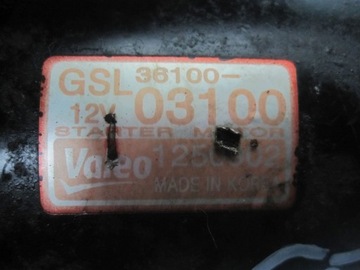 GSL 36100-
12V 03100
STARTER MOTOR
Valeo
MADE IN KOREA